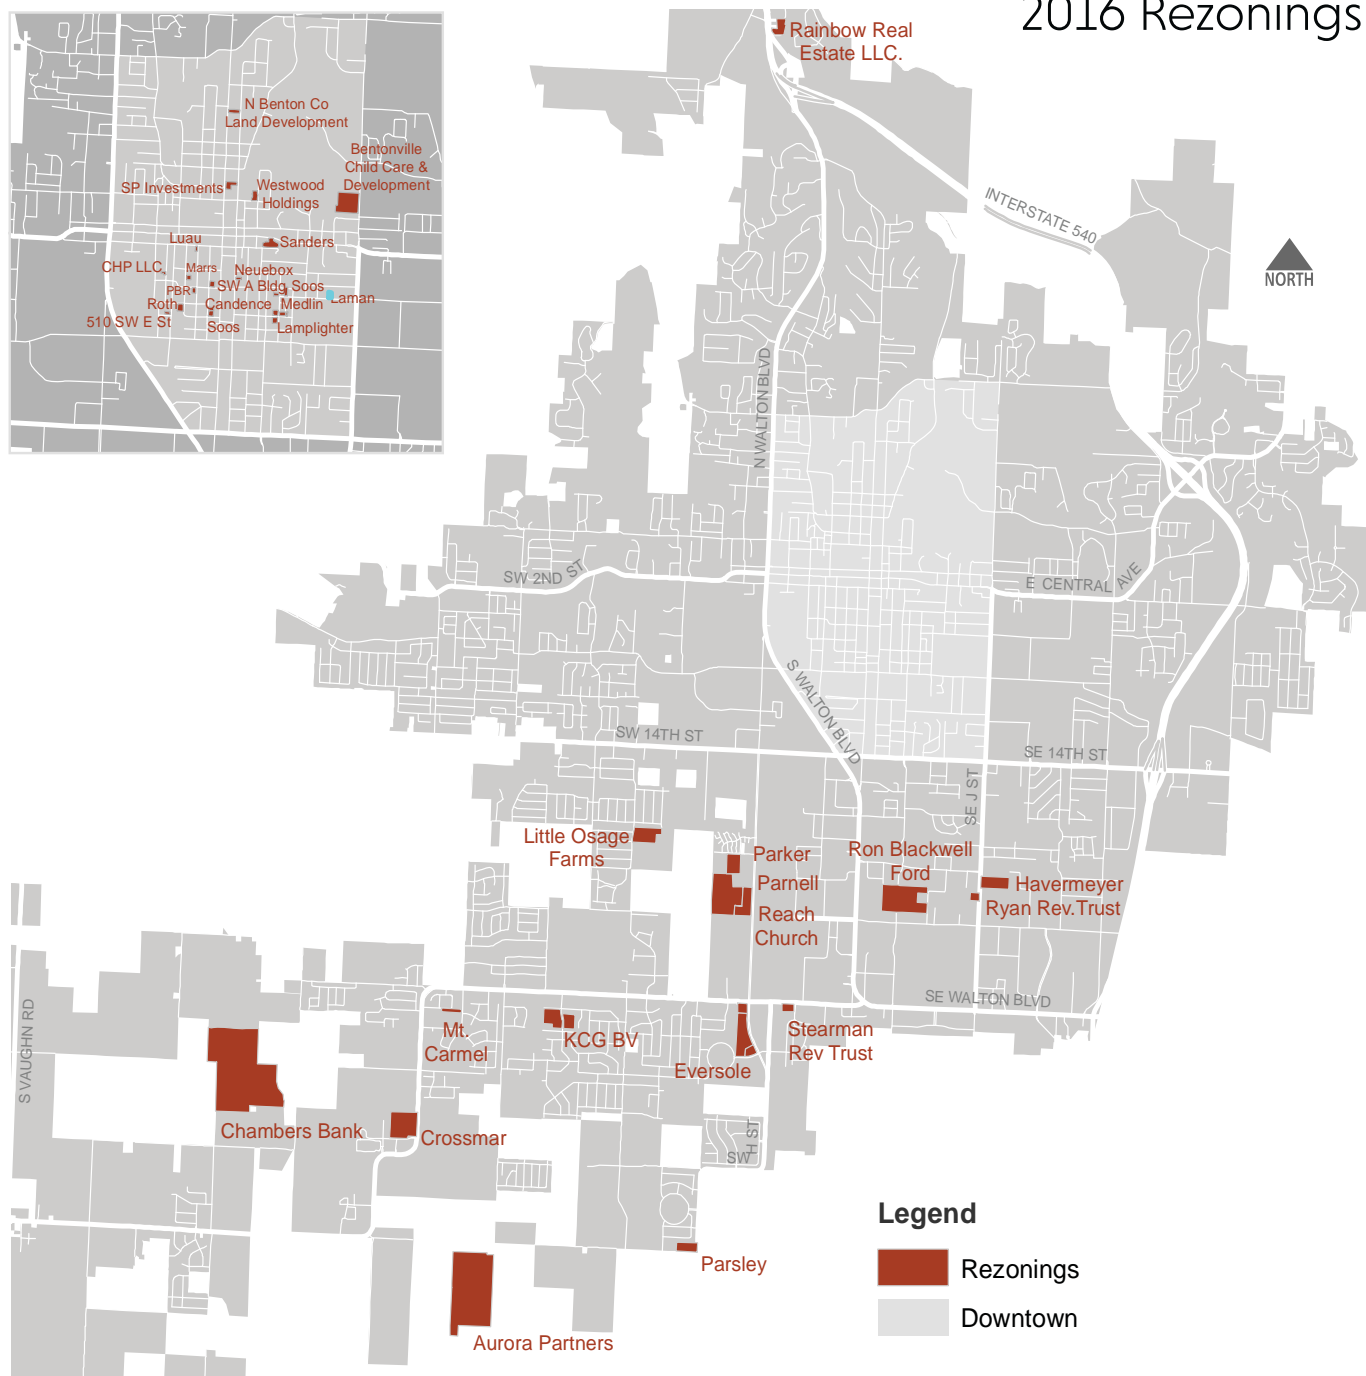 2016 Rezonings
Rainbow Real
Estate LLC.
N Benton Co
Land Development
Bentonville
Child Care &
Development
SP Investments
Westwood
Holdings
Luau
Sanders
CHP LLC
Marrs
Neuebox
PBR
SW A Bldg
Soos
Laman
Roth
Candence
Medlin
510 SW E St
Soos
Lamplighter
INTERSTATE 540
NORTH
N WALTON BLVD
SW 2ND ST
E CENTRAL AVE
S WALTON BLVD
SW 14TH ST
SE 14TH ST
SE J ST
Little Osage
Farms
Parker
Parnell
Reach
Church
Ron Blackwell
Ford
Havermeyer
Ryan Rev.Trust
S VAUGHN RD
SE WALTON BLVD
Mt.
Carmel
KCG BV
Eversole
Stearman
Rev Trust
Chambers Bank
Crossmar
SW H ST
Parsley
Aurora Partners
Legend
Rezonings
Downtown